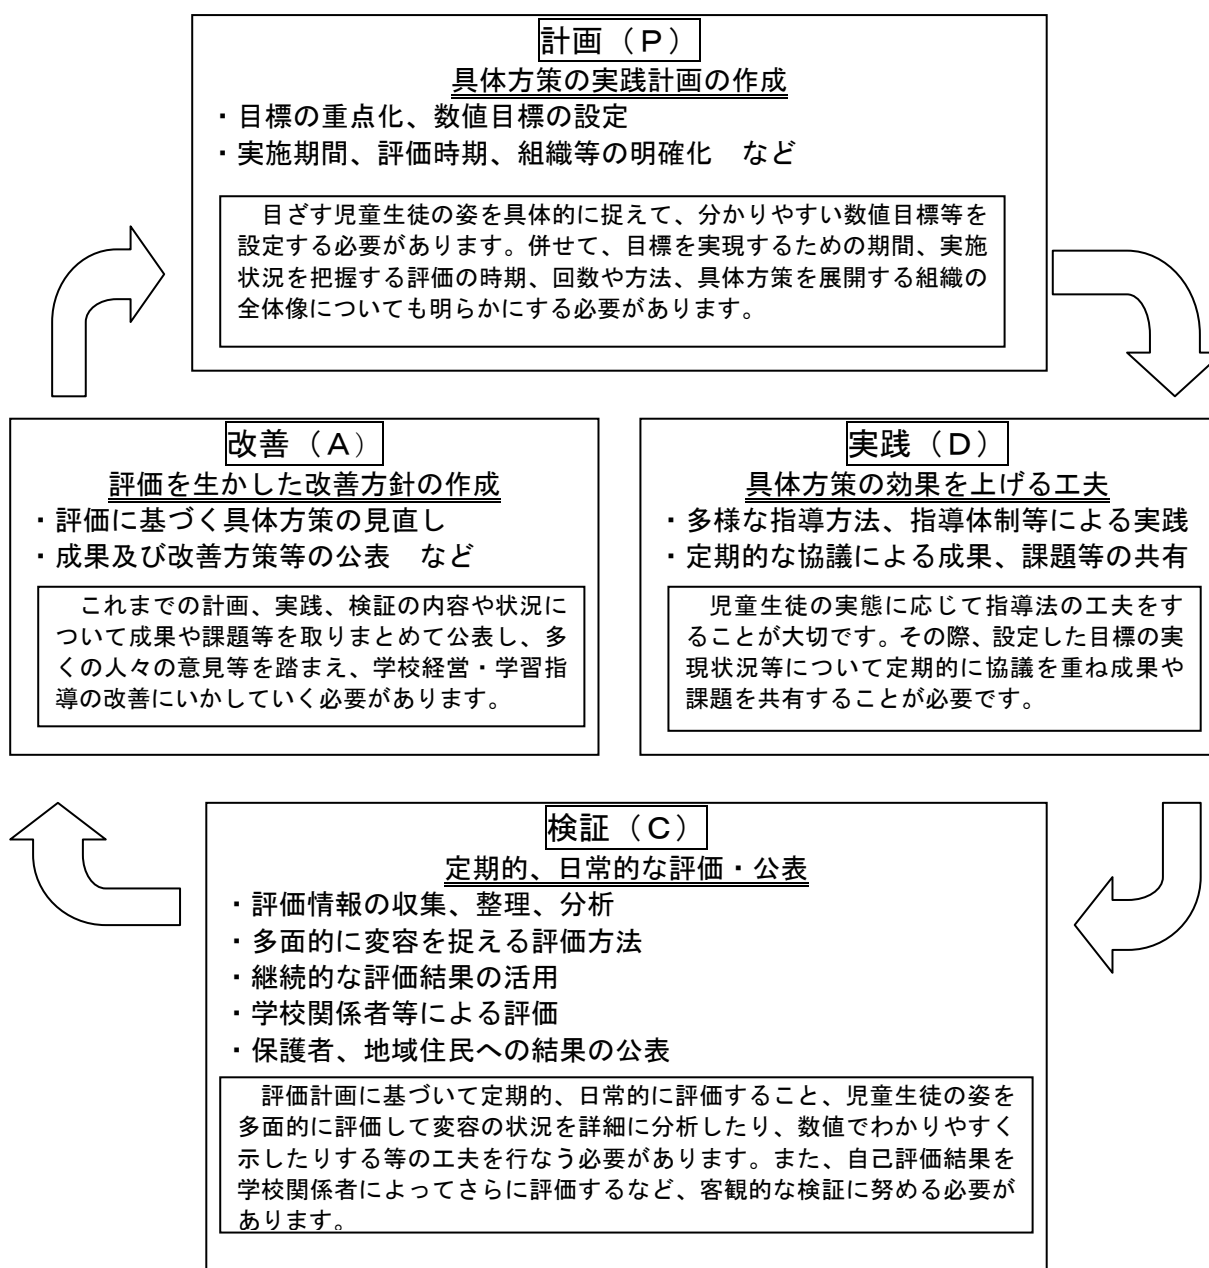 計画（Ｐ）
具体方策の実践計画の作成
・目標の重点化、数値目標の設定
・実施期間、評価時期、組織等の明確化　など
　目ざす児童生徒の姿を具体的に捉えて、分かりやすい数値目標等を
設定する必要があります。併せて、目標を実現するための期間、実施
状況を把握する評価の時期、回数や方法、具体方策を展開する組織の
全体像についても明らかにする必要があります。
改善（Ａ）
評価を生かした改善方針の作成
・評価に基づく具体方策の見直し
・成果及び改善方策等の公表　など
　これまでの計画、実践、検証の内容や状況に
ついて成果や課題等を取りまとめて公表し、多
くの人々の意見等を踏まえ、学校経営・学習指
導の改善にいかしていく必要があります。
実践（Ｄ）
具体方策の効果を上げる工夫
・多様な指導方法、指導体制等による実践
・定期的な協議による成果、課題等の共有
　児童生徒の実態に応じて指導法の工夫をす
ることが大切です。その際、設定した目標の実
現状況等について定期的に協議を重ね成果や
課題を共有することが必要です。
検証（Ｃ）
定期的、日常的な評価・公表
・評価情報の収集、整理、分析
・多面的に変容を捉える評価方法
・継続的な評価結果の活用
・学校関係者等による評価
・保護者、地域住民への結果の公表
　評価計画に基づいて定期的、日常的に評価すること、児童生徒の姿を
多面的に評価して変容の状況を詳細に分析したり、数値でわかりやすく
示したりする等の工夫を行なう必要があります。また、自己評価結果を
学校関係者によってさらに評価するなど、客観的な検証に努める必要が
あります。